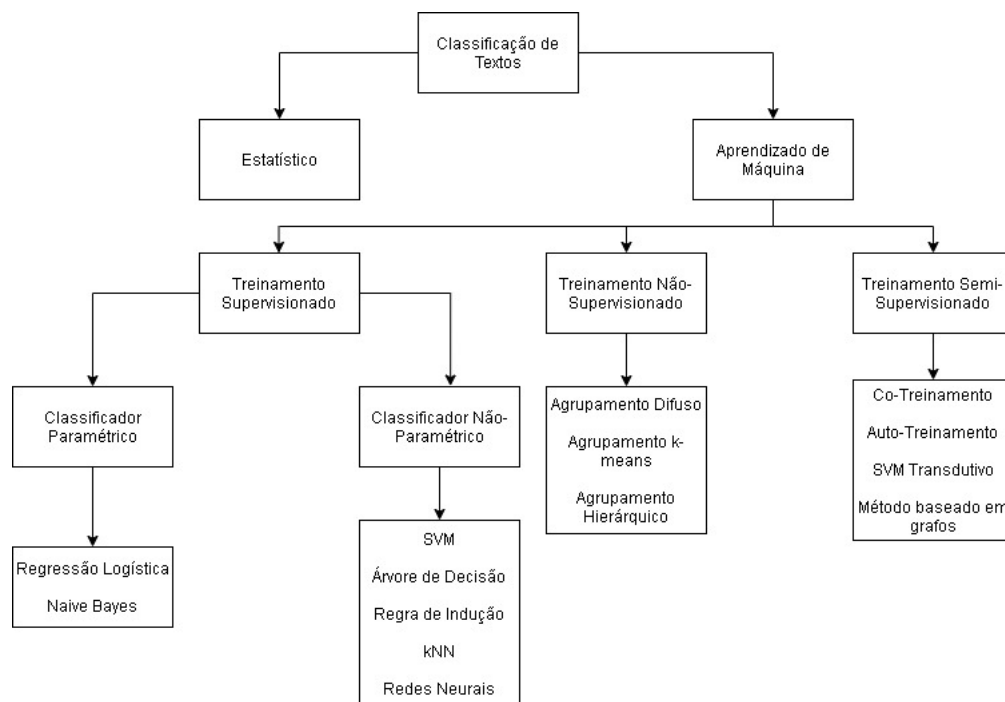 Classificação de
Textos
Estatístico
Aprendizado de
Máquina
Treinamento
Supervisionado
Treinamento Não-
Supervisionado
Treinamento Semi-
Supervisionado
Classificador
Paramétrico
Classificador Não-
Paramétrico
Agrupamento Difuso
Agrupamento k-
means
Agrupamento
Hierárquico
Co-Treinamento
Auto-Treinamento
SVM Transdutivo
Método baseado em
grafos
Regressão Logística
Naive Bayes
SVM
Árvore de Decisão
Regra de Indução
kNN
Redes Neurais